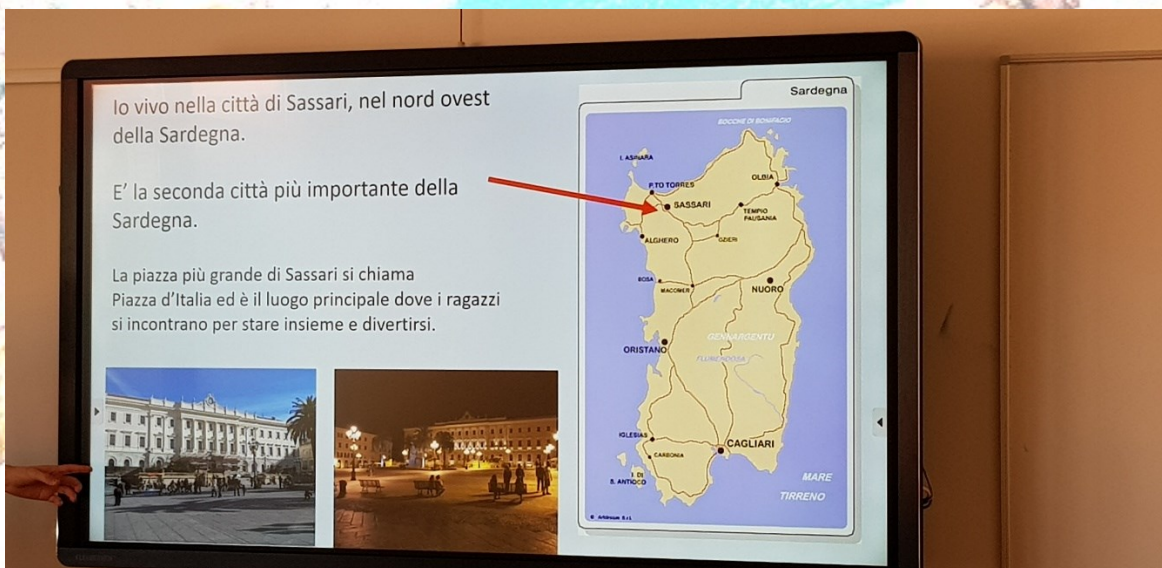 Io vivo nella città di Sassari, nel nord ovest
della Sardegna.
E' la seconda città più importante della
Sardegna.
La piazza più grande di Sassari si chiama
Piazza d'Italia ed è il luogo principale dove i ragazzi
si incontrano per stare insieme e divertirsi.
Sardegna
BOCCHE DI BONIFACIO
I. ASINARA
P.TO TORRES
OLBIA
SASSARI
TEMPIO
PAUSANIA
ALGHERO
OZIERI
BOSA
MACOMER
NUORO
GENNARGENTU
ORISTANO
FLUMENDOSA
IGLESIAS
CAGLIARI
CARBONIA
I. DI
S. ANTIOCO
MARE
TIRRENO